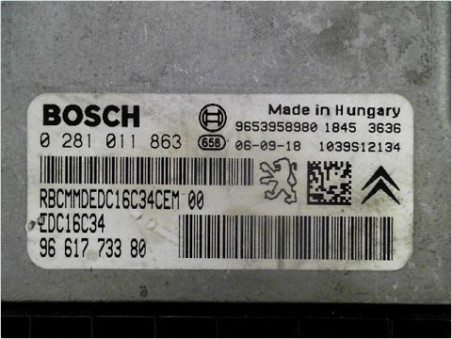 BOSCH
Made in Hungary
9653958980 1845 3636
0 281 011 863
656
06-09-18 1039S12134
RBCMMDEDC16C34CEM 00
EDC16C34
96 617 733 80